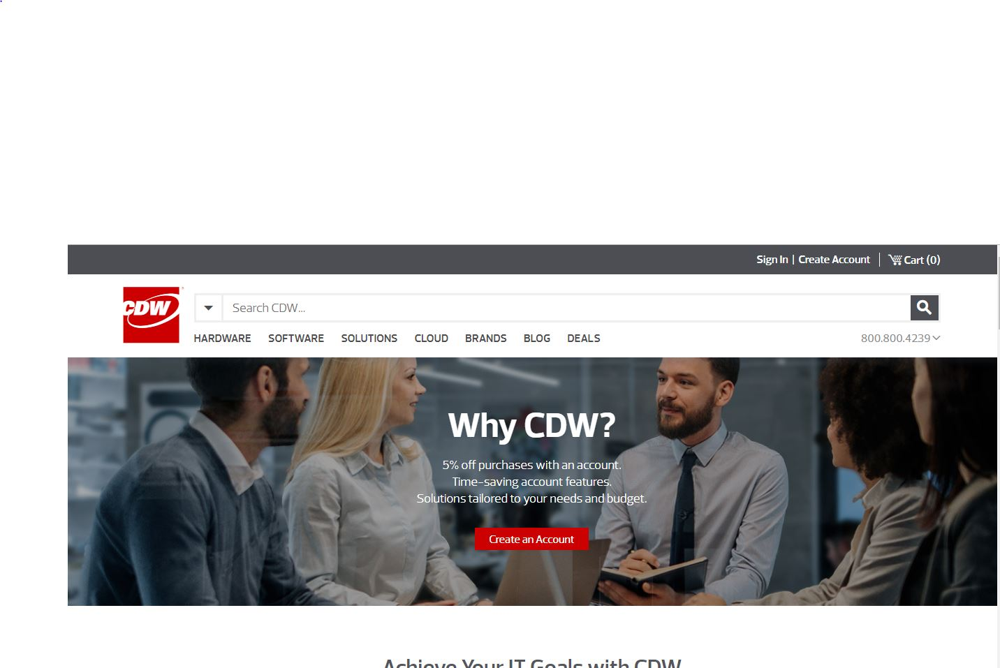 Sign In | Create Account
Cart (0)
CDW
Search CDW...
HARDWARE SOFTWARE SOLUTIONS CLOUD BRANDS BLOG DEALS
800.800.4239
Why CDW?
5% off purchases with an account.
Time-saving account features.
Solutions tailored to your needs and budget.
Create an Account
Achieve Your IT Goals with CDW